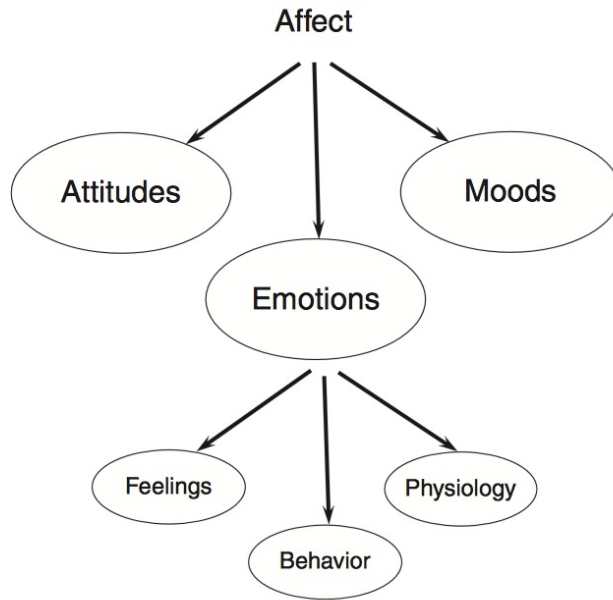 Affect
Attitudes
Moods
Emotions
Feelings
Physiology
Behavior